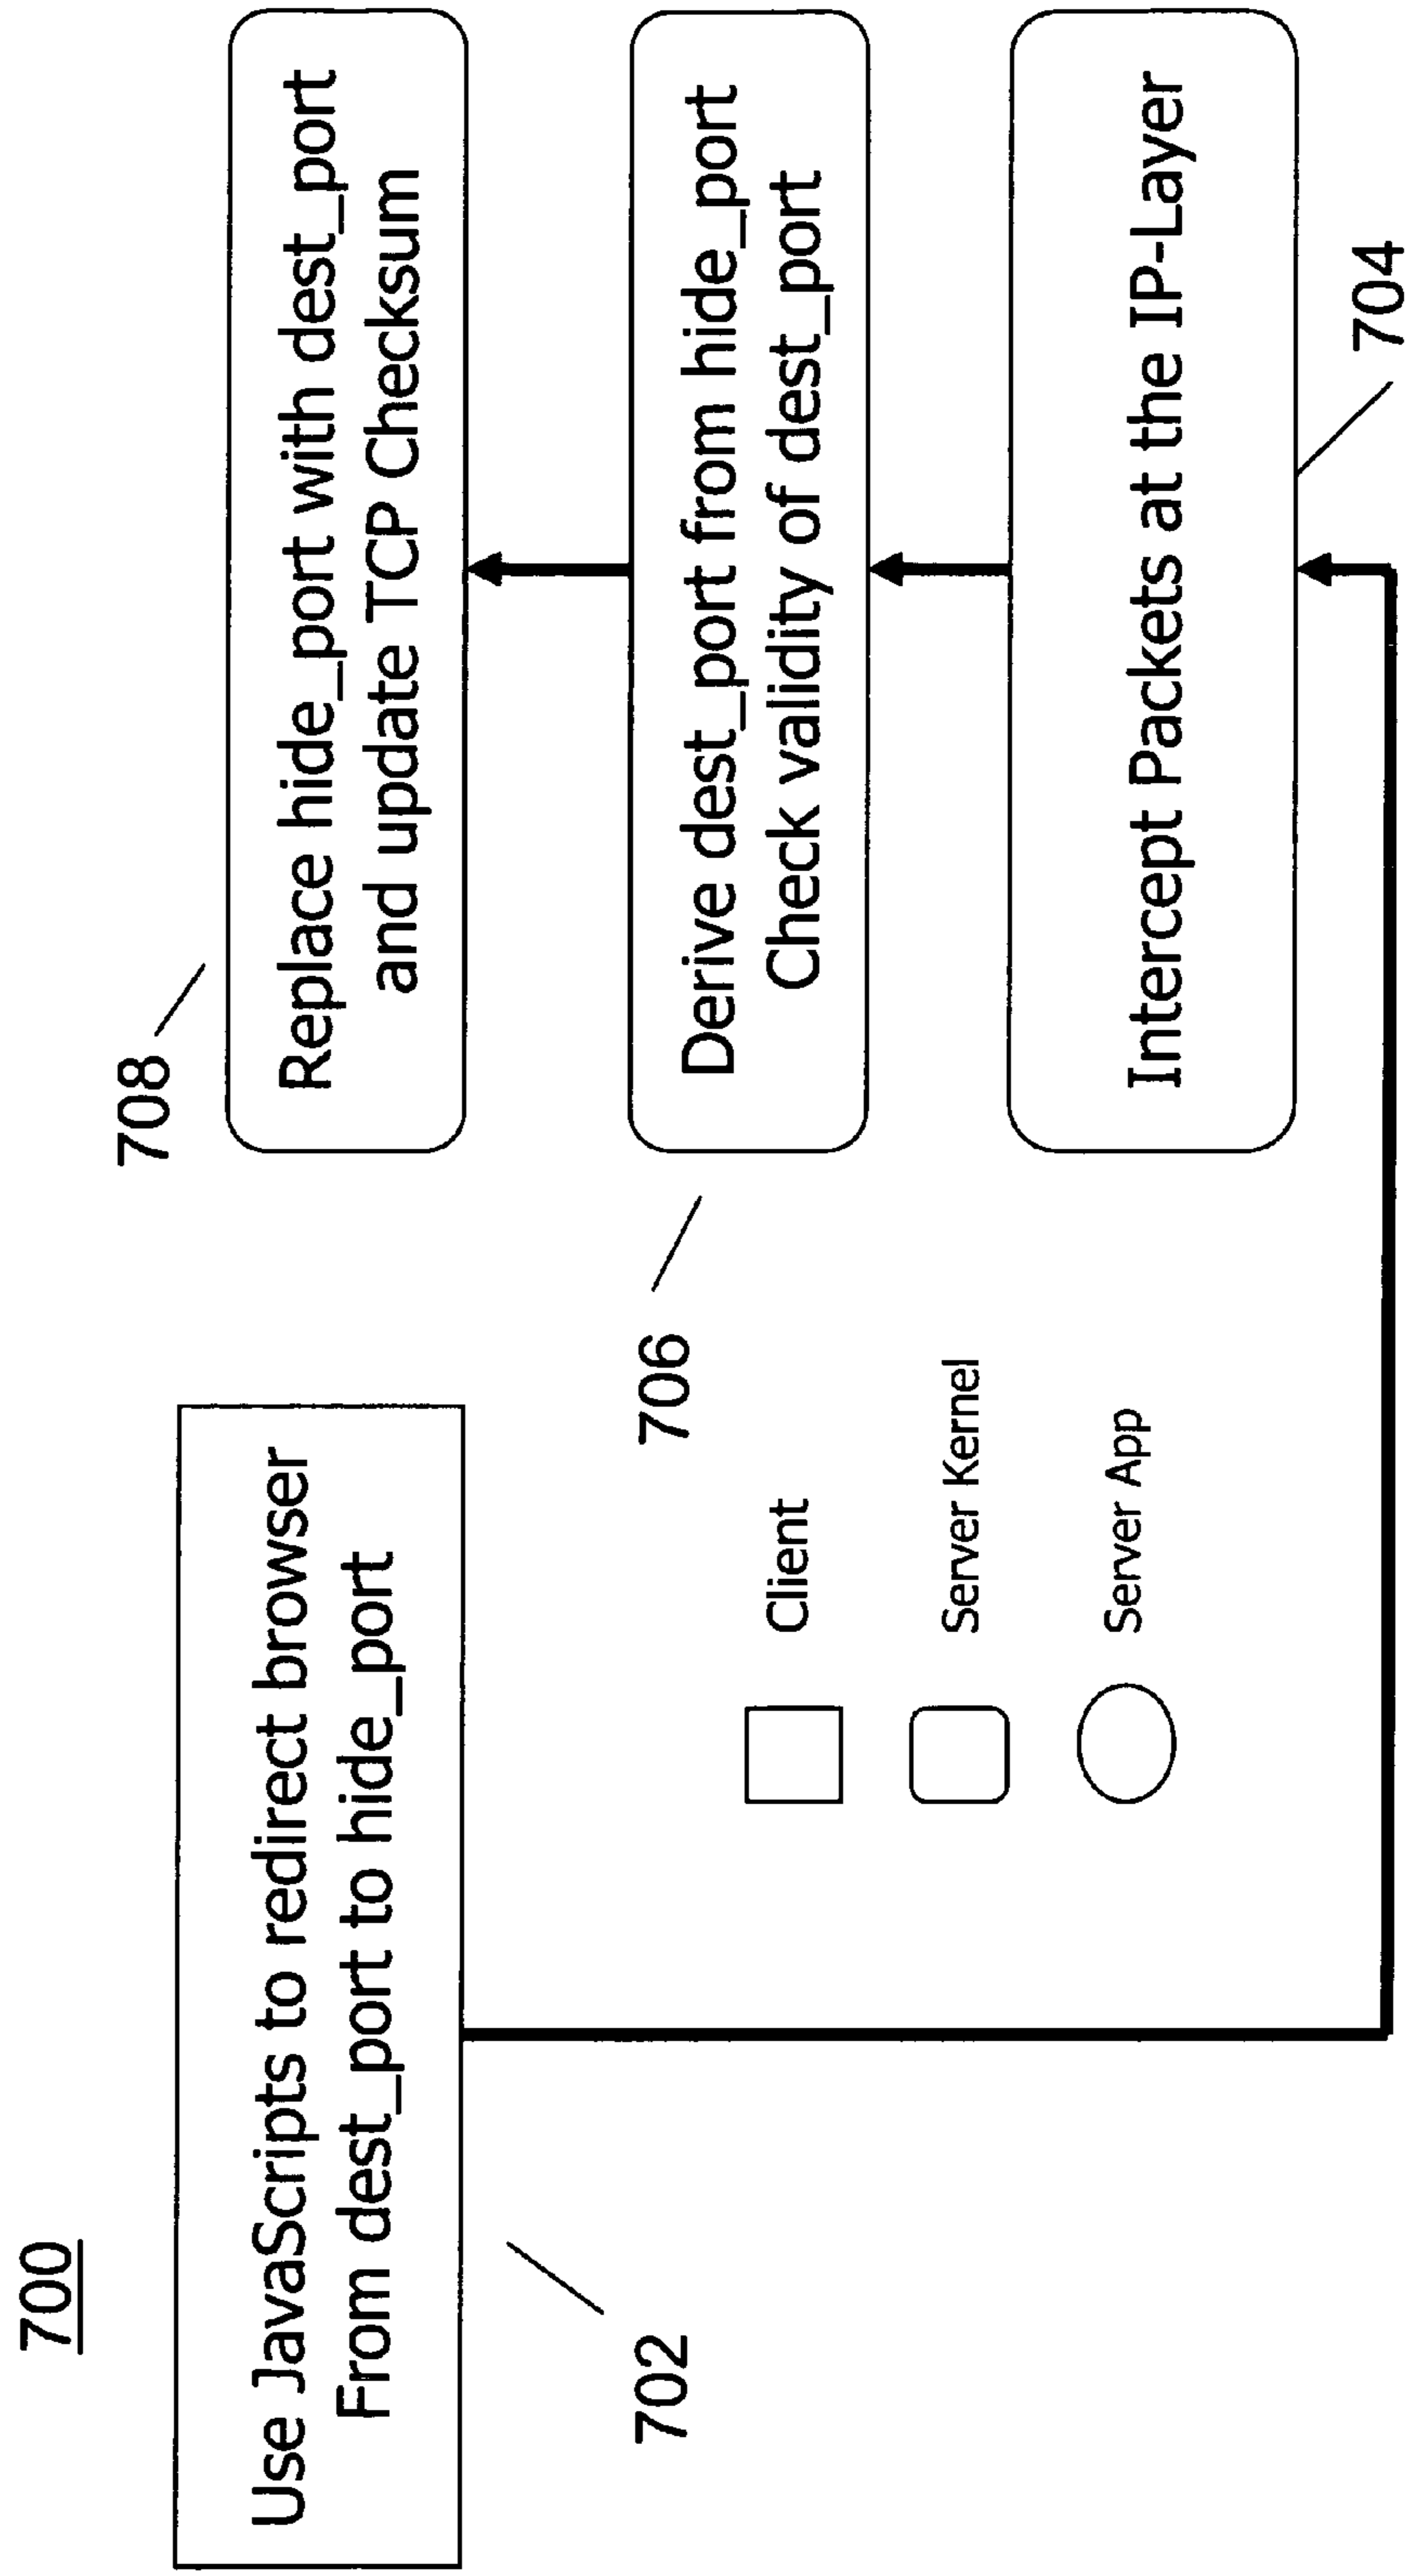 700
Use JavaScripts to redirect browser
From dest_port to hide_port
702
708
Replace hide_port with dest_port
and update TCP Checksum
706
Derive dest_port from hide_port
Check validity of dest_port
Intercept Packets at the IP-Layer
704
Client
Server Kernel
Server App